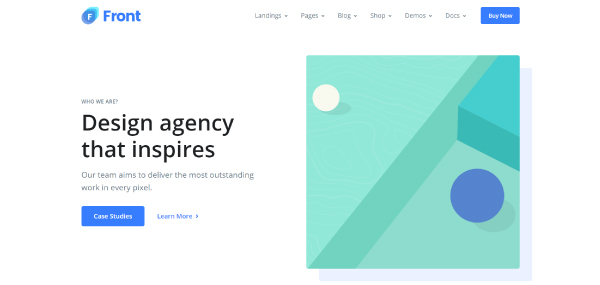 Front
Landings Pages Blog Shop Demos Docs Buy Now
WHO WE ARE?
Design agency
that inspires
Our team aims to deliver the most outstanding
work in every pixel.
Case Studies Learn More